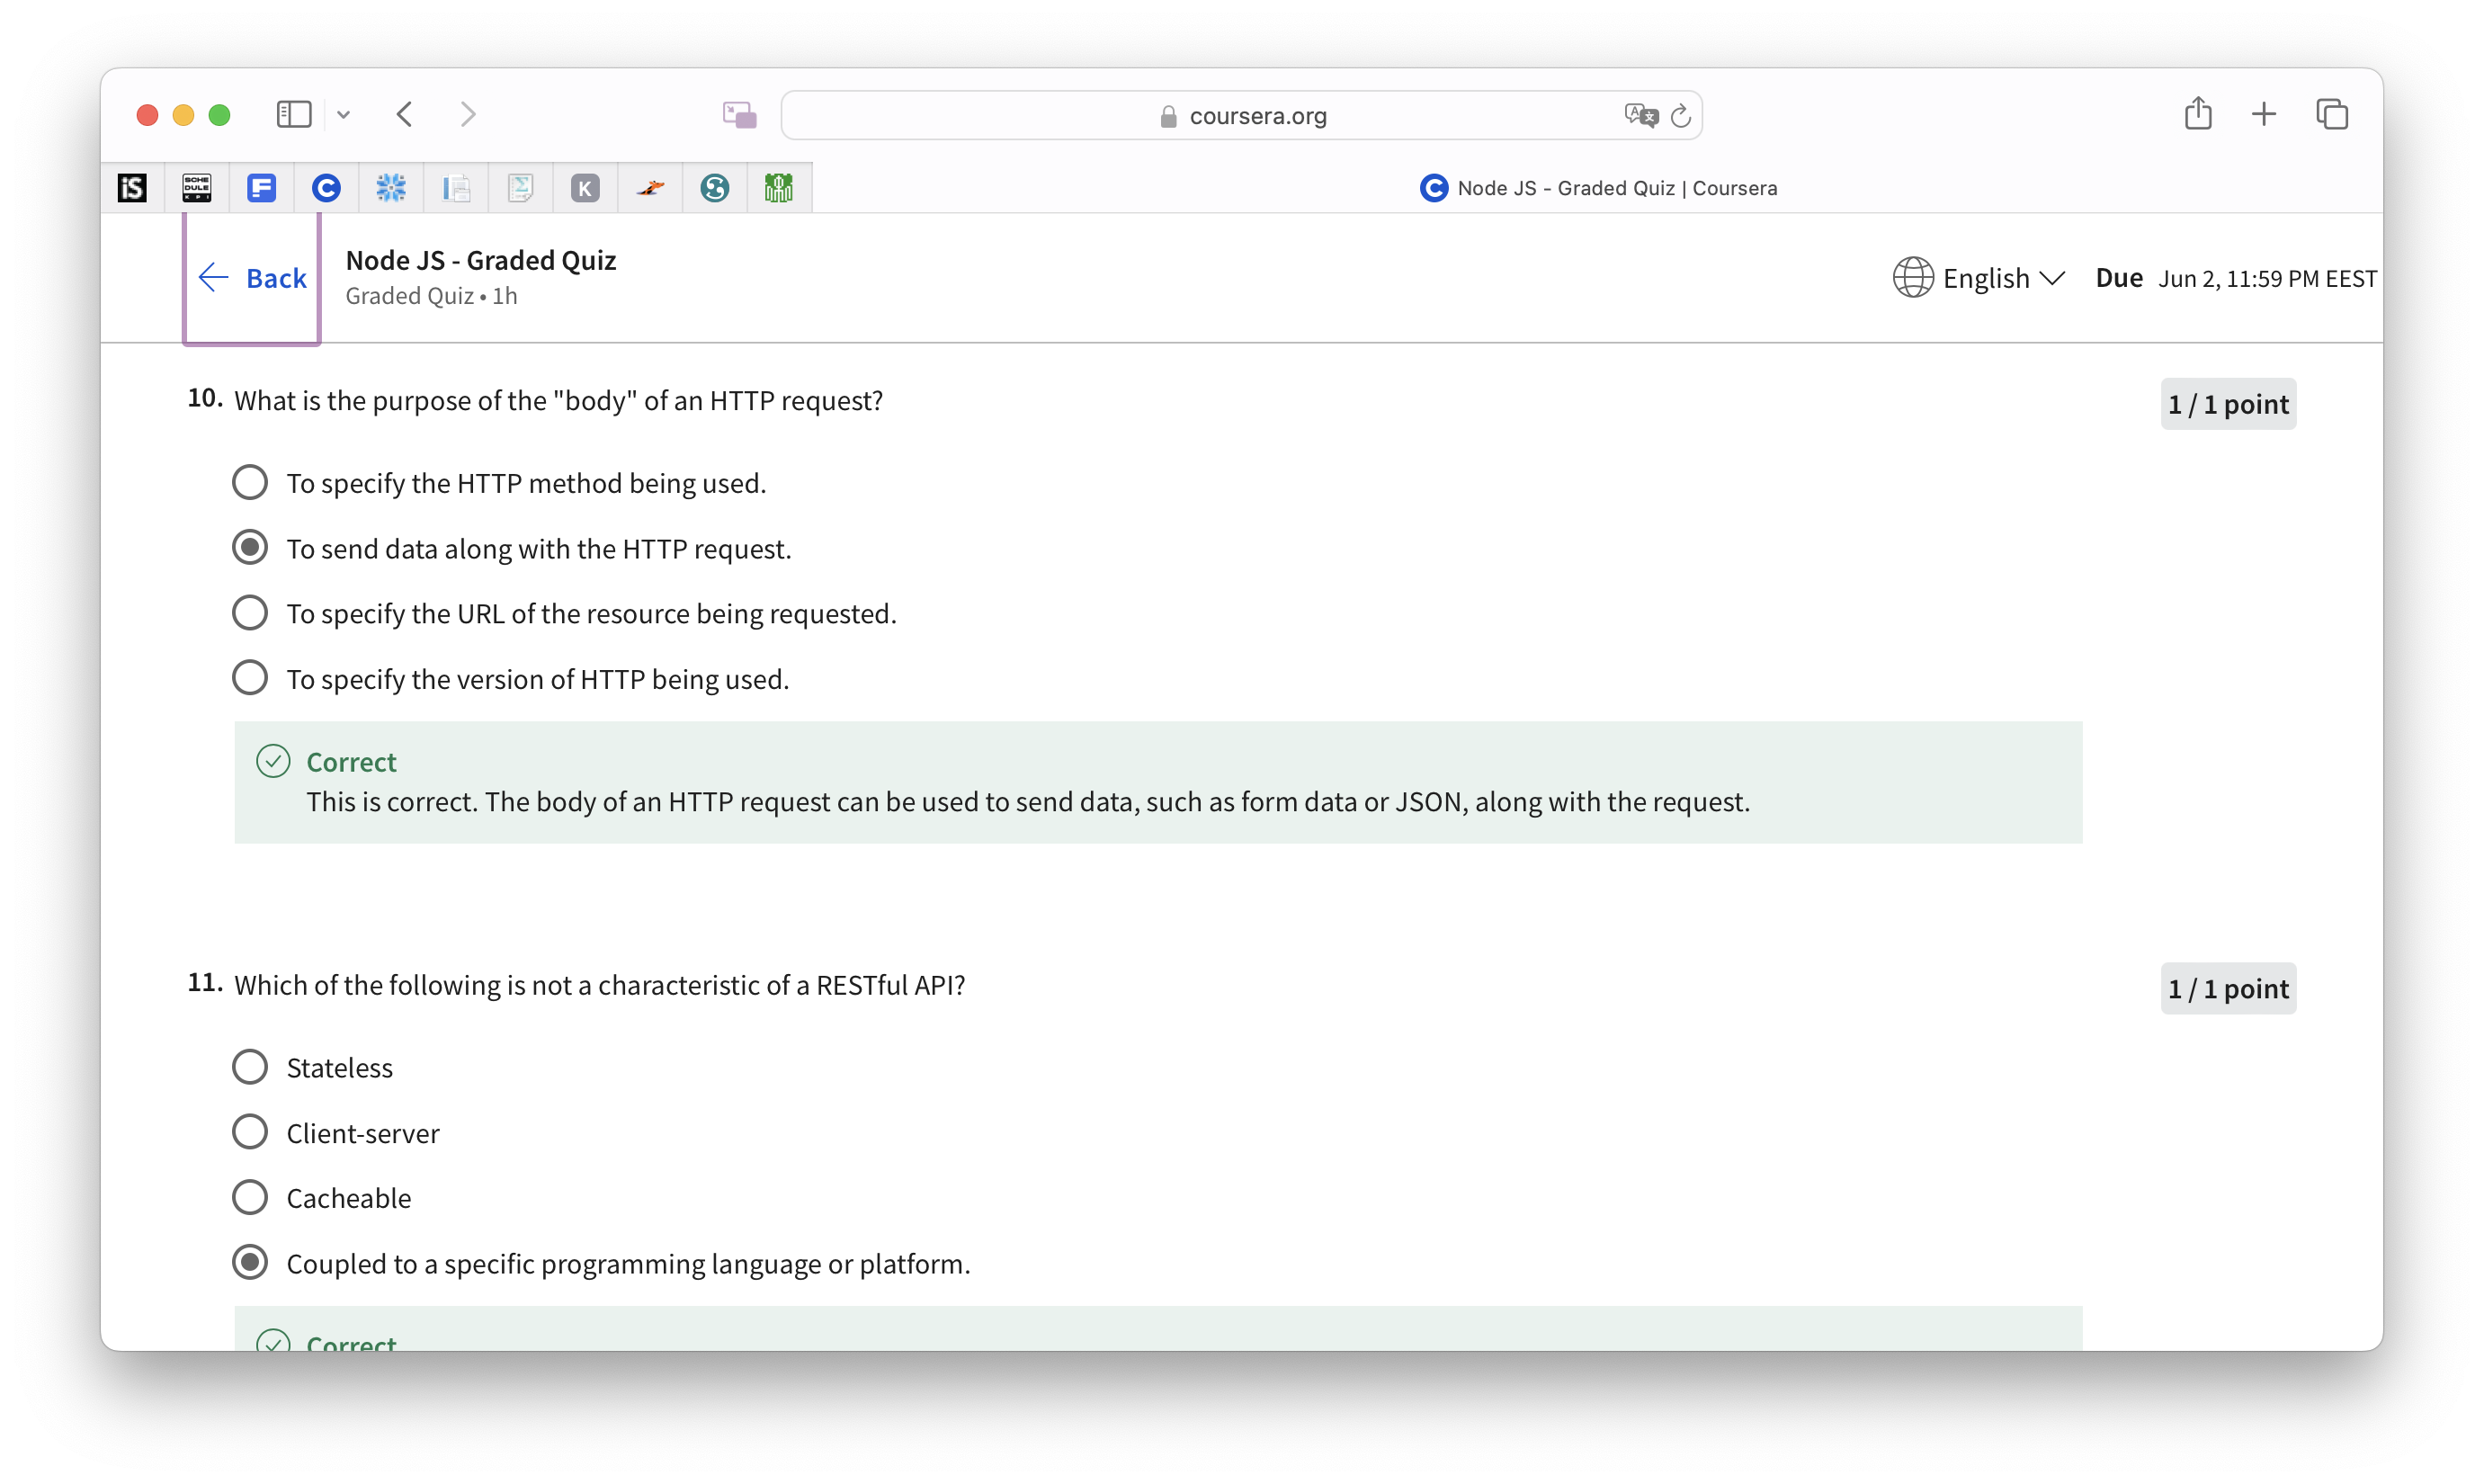 coursera.org
iS
SCHE
DULE
KPI
K
Node JS - Graded Quiz | Coursera
Back
Node JS - Graded Quiz
Graded Quiz • 1h
English
Due Jun 2, 11:59 PM EEST
10. What is the purpose of the "body" of an HTTP request?
1 / 1 point
To specify the HTTP method being used.
To send data along with the HTTP request.
To specify the URL of the resource being requested.
To specify the version of HTTP being used.
Correct
This is correct. The body of an HTTP request can be used to send data, such as form data or JSON, along with the request.
11. Which of the following is not a characteristic of a RESTful API?
1 / 1 point
Stateless
Client-server
Cacheable
Coupled to a specific programming language or platform.
Correct